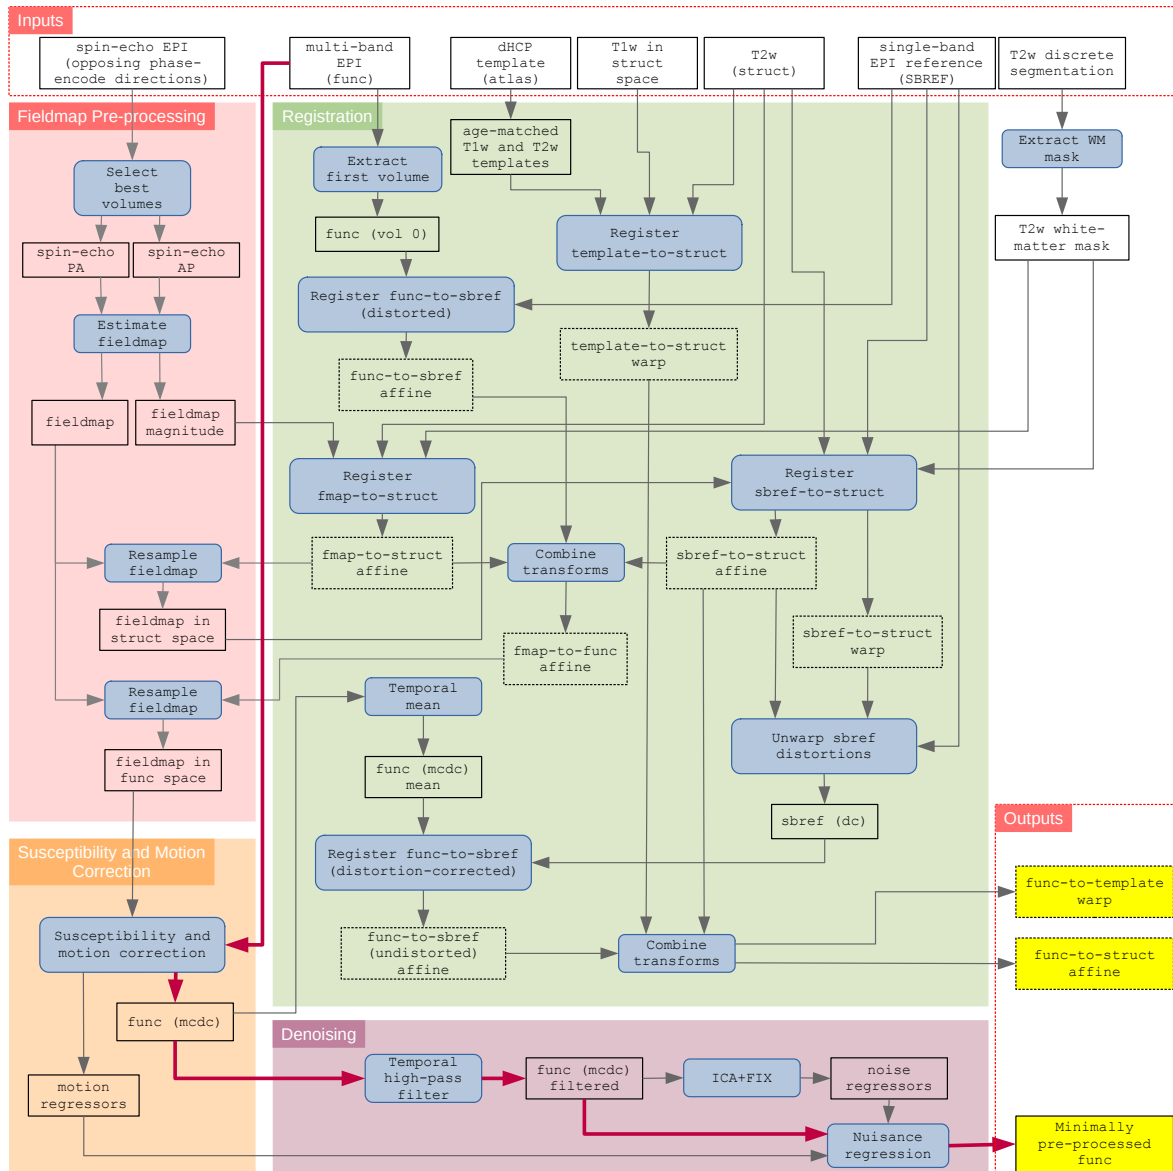 Inputs
spin-echo EPI
(opposing phase-
encode directions)
multi-band
EPI
(func)
dHCP
template
(atlas)
T1w in
struct
space
T2w
(struct)
single-band
EPI reference
(SBREF)
T2w discrete
segmentation
Fieldmap Pre-processing
Select
best
volumes
spin-echo
PA
spin-echo
AP
Estimate
fieldmap
fieldmap
fieldmap
magnitude
Resample
fieldmap
fieldmap in
struct space
Resample
fieldmap
fieldmap in
func space
Registration
Extract
first volume
age-matched
T1w and T2w
templates
Extract WM
mask
func (vol 0)
Register
template-to-struct
T2w white-
matter mask
Register func-to-sbref
(distorted)
template-to-struct
warp
func-to-sbref
affine
Register
fmap-to-struct
Register
sbref-to-struct
fmap-to-struct
affine
Combine
transforms
sbref-to-struct
affine
fmap-to-func
affine
sbref-to-struct
warp
Temporal
mean
Unwarp sbref
distortions
func (mcdc)
mean
sbref (dc)
Register func-to-sbref
(distortion-corrected)
func-to-sbref
(undistorted)
affine
Combine
transforms
Susceptibility and Motion
Correction
Susceptibility and
motion correction
func (mcdc)
motion
regressors
Denoising
Temporal
high-pass
filter
func (mcdc)
filtered
ICA+FIX
noise
regressors
Nuisance
regression
Outputs
func-to-template
warp
func-to-struct
affine
Minimally
pre-processed
func